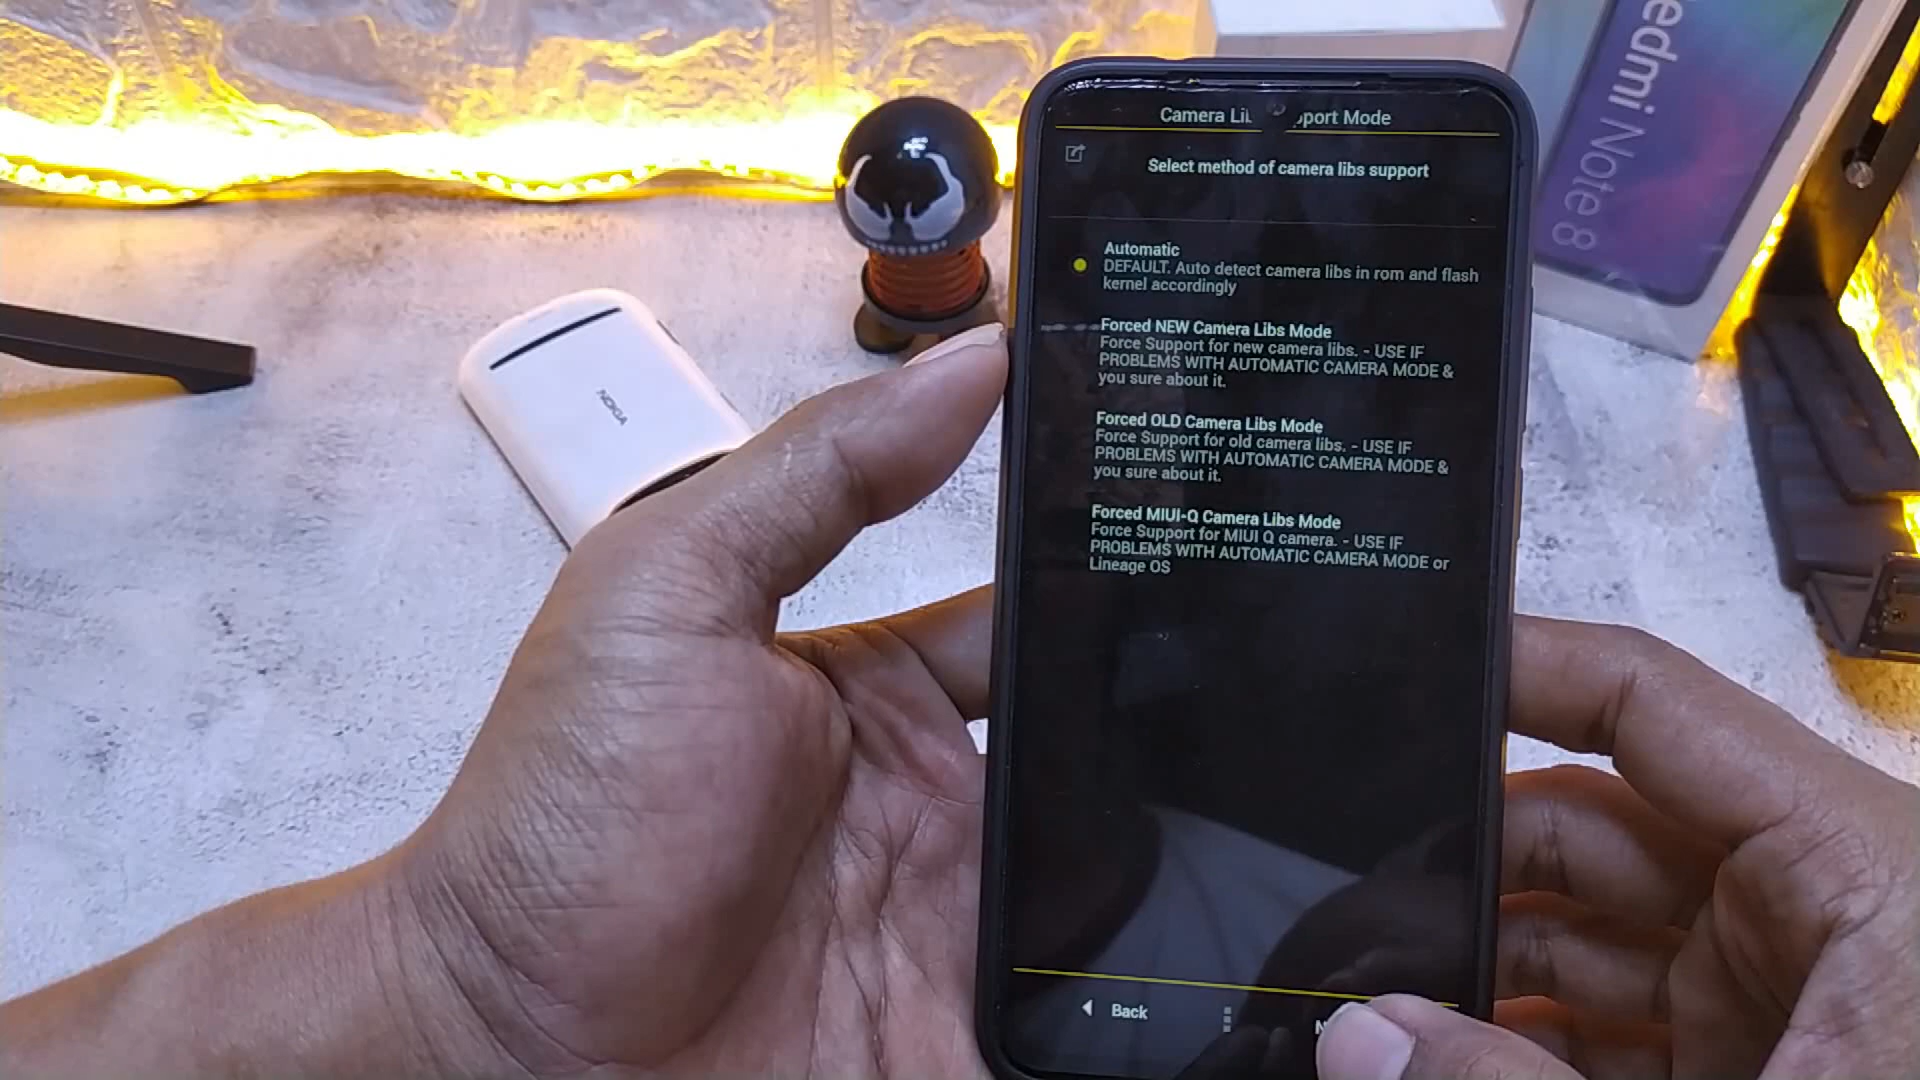 Select method of camera libs support
Automatic
DEFAULT. Auto detect camera libs in rom and flash
kernel accordingly
Forced NEW Camera Libs Mode
Force Support for new camera libs. - USE IF
PROBLEMS WITH AUTOMATIC CAMERA MODE &
you sure about it.
Forced OLD Camera Libs Mode
Force Support for old camera libs. - USE IF
PROBLEMS WITH AUTOMATIC CAMERA MODE &
you sure about it.
Forced MIUI-Q Camera Libs Mode
Force Support for MIUI Q camera. - USE IF
PROBLEMS WITH AUTOMATIC CAMERA MODE or
Lineage OS
Back
Camera Mode
NOKIA
Note 8